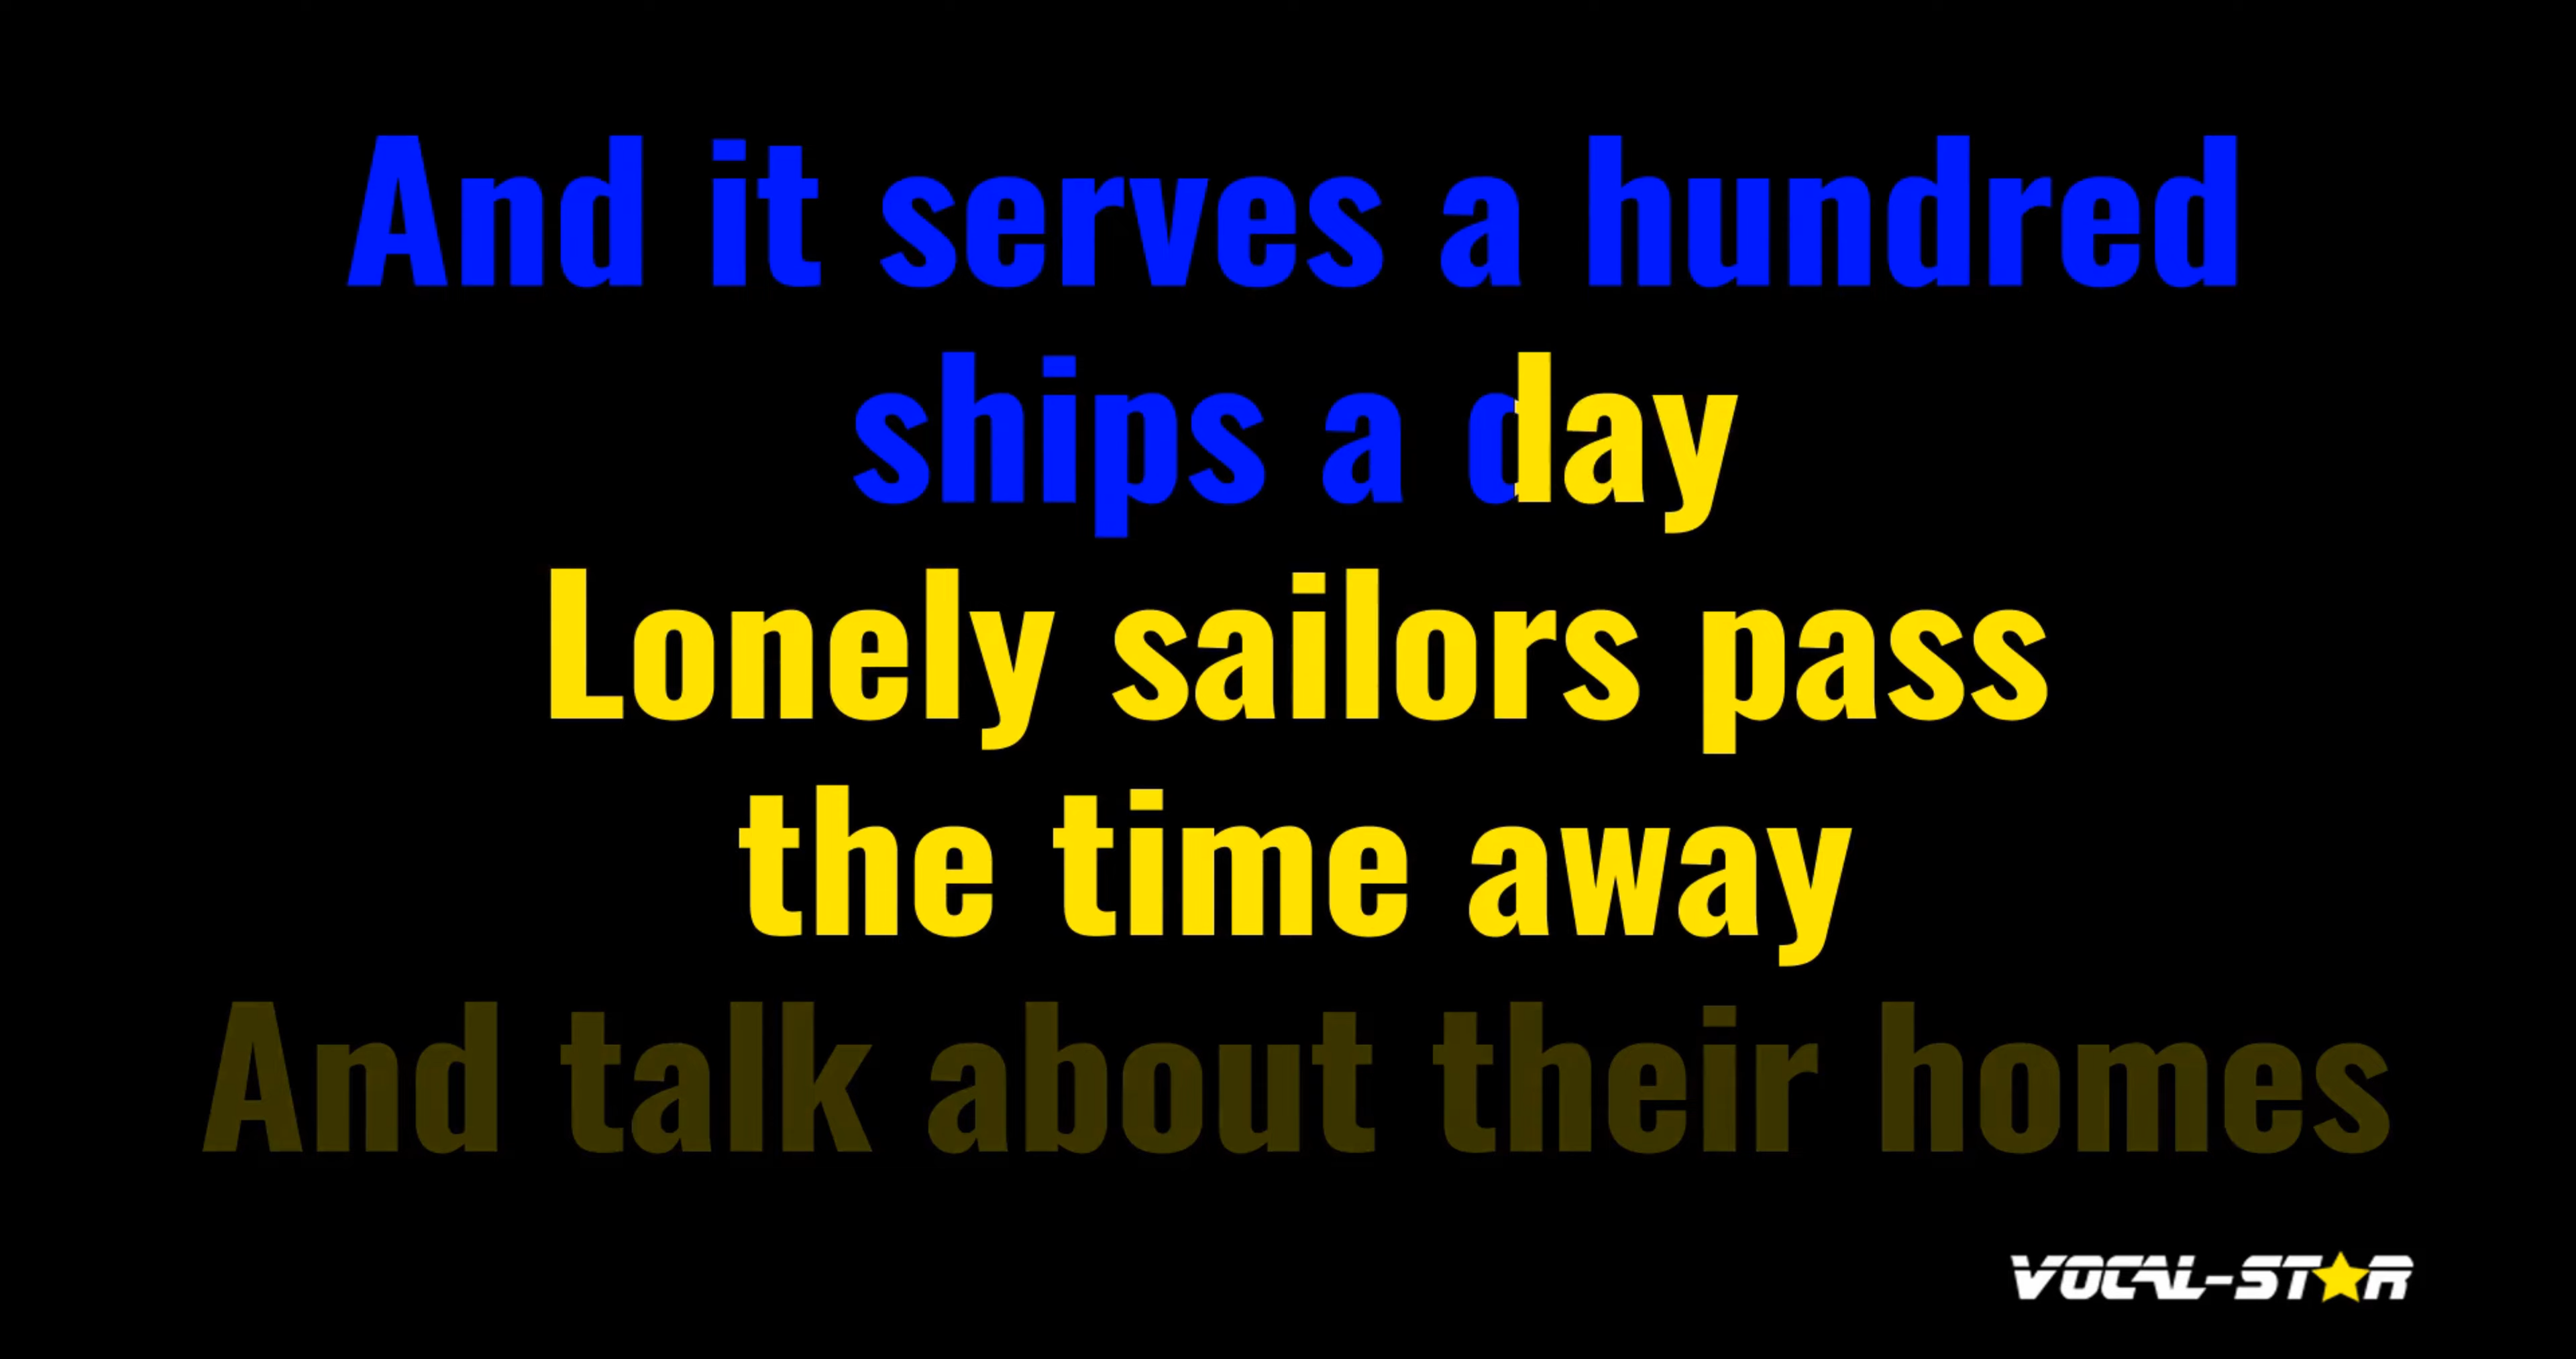 And it serves a hundred
ships a day
Lonely sailors pass
the time away
And talk about their homes
VOCAL-STAR